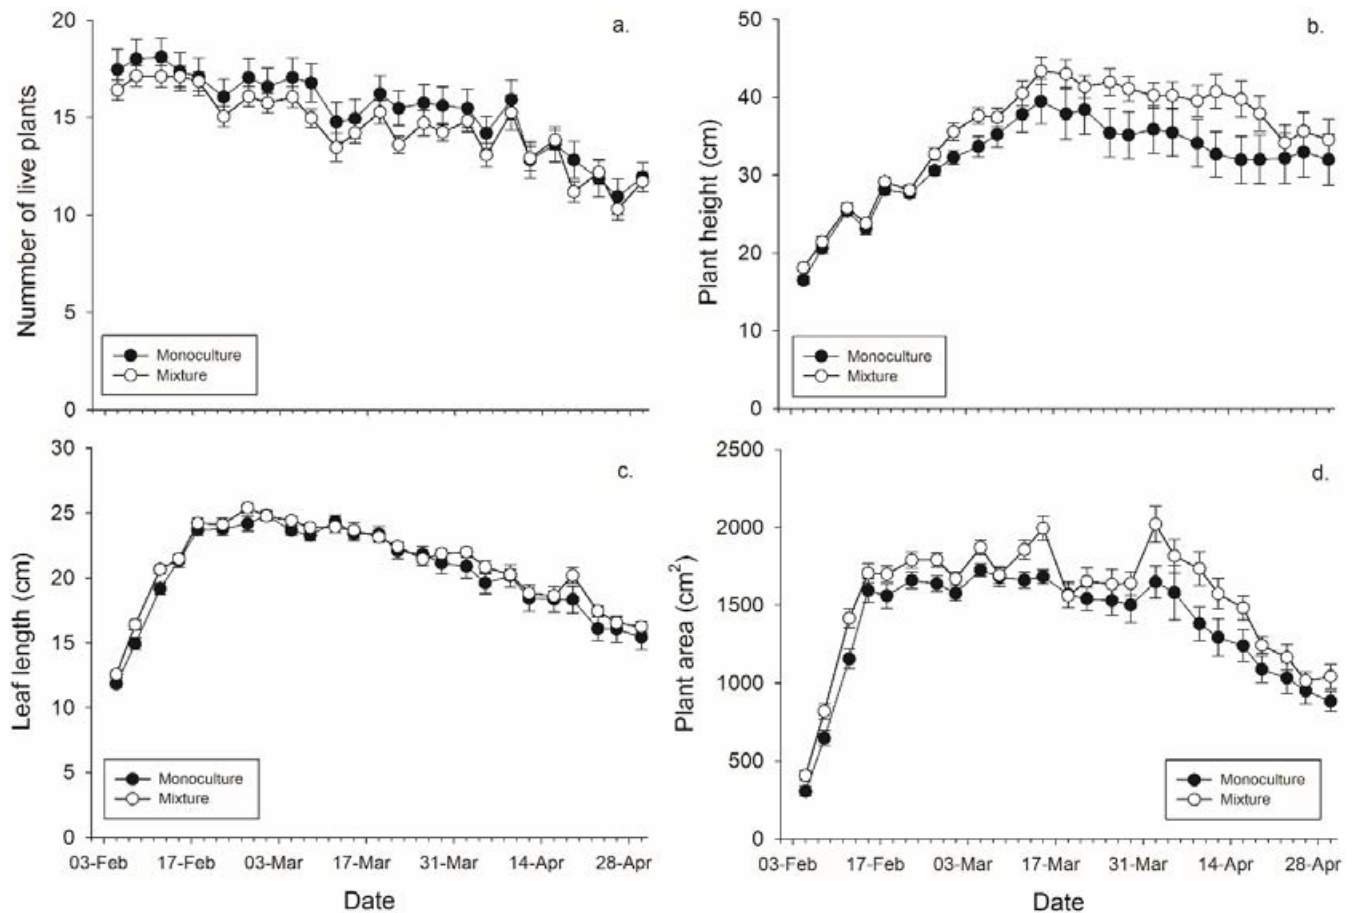 a.
20
15
10
5
0
Nummber of live plants
Monoculture
Mixture
b.
50
40
30
20
10
0
Plant height (cm)
Monoculture
Mixture
c.
30
25
20
15
10
5
0
Leaf length (cm)
Monoculture
Mixture
03-Feb 17-Feb 03-Mar 17-Mar 31-Mar 14-Apr 28-Apr
Date
d.
2500
2000
1500
1000
500
0
Plant area (cm²)
Monoculture
Mixture
03-Feb 17-Feb 03-Mar 17-Mar 31-Mar 14-Apr 28-Apr
Date